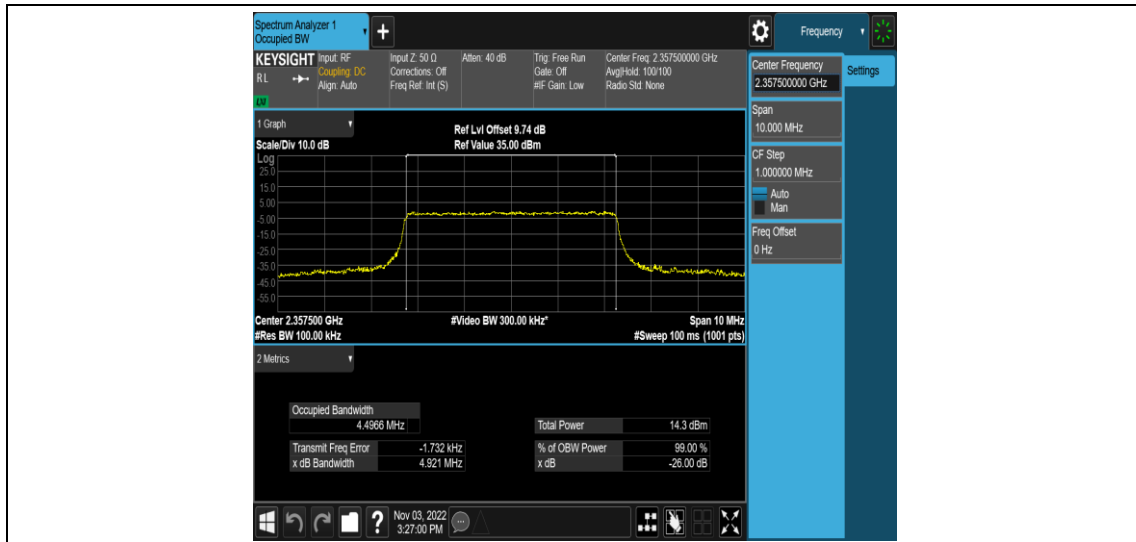 Spectrum Analyzer 1
Occupied BW
+
Frequency
KEYSIGHT
RL
LXI
Input: RF
Coupling: DC
Align: Auto
Input Z: 50 Ω
Corrections: Off
Freq Ref: Int (S)
Atten: 40 dB
Trig: Free Run
Gate: Off
#IF Gain: Low
Center Freq: 2.357500000 GHz
Avg|Hold: 100/100
Radio Std: None
Center Frequency
2.357500000 GHz
Settings
Span
10.000 MHz
CF Step
1.000000 MHz
Auto
Man
Freq Offset
0 Hz
1 Graph
Scale/Div 10.0 dB
Ref Lvl Offset 9.74 dB
Ref Value 35.00 dBm
Log
25.0
15.0
5.00
-5.00
-15.0
-25.0
-35.0
-45.0
-55.0
Center 2.357500 GHz
#Res BW 100.00 kHz
#Video BW 300.00 kHz*
Span 10 MHz
#Sweep 100 ms (1001 pts)
2 Metrics
Occupied Bandwidth
4.4966 MHz
Total Power 14.3 dBm
Transmit Freq Error -1.732 kHz
% of OBW Power 99.00 %
x dB Bandwidth 4.921 MHz
x dB -26.00 dB
?
Nov 03, 2022
3:27:00 PM